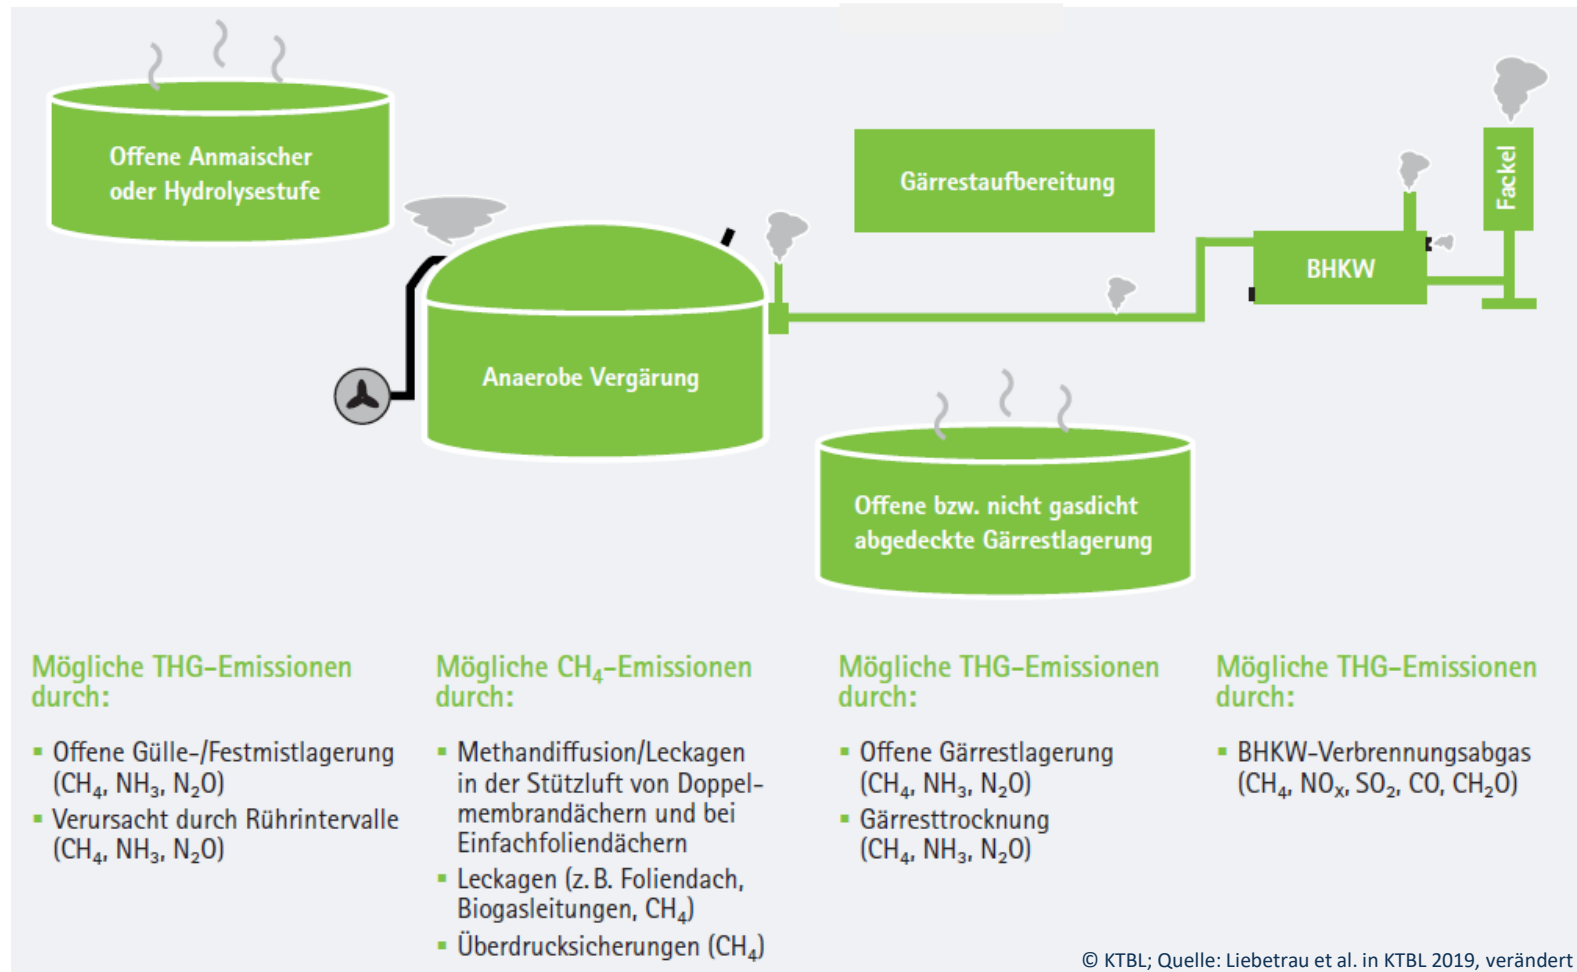 Offene Anmaischer
oder Hydrolysestufe
Gärrestaufbereitung
Fackel
BHKW
Anaerobe Vergärung
Offene bzw. nicht gasdicht
abgedeckte Gärrestlagerung
Mögliche THG-Emissionen
durch:
▪ Offene Gülle-/Festmistlagerung
(CH₄, NH₃, N₂O)
▪ Verursacht durch Rührintervalle
(CH₄, NH₃, N₂O)
Mögliche CH₄-Emissionen
durch:
▪ Methandiffusion/Leckagen
in der Stützluft von Doppel-
membrandächern und bei
Einfachfoliendächern
▪ Leckagen (z. B. Foliendach,
Biogasleitungen, CH₄)
▪ Überdrucksicherungen (CH₄)
Mögliche THG-Emissionen
durch:
▪ Offene Gärrestlagerung
(CH₄, NH₃, N₂O)
▪ Gärresttrocknung
(CH₄, NH₃, N₂O)
Mögliche THG-Emissionen
durch:
▪ BHKW-Verbrennungsabgas
(CH₄, NOₓ, SO₂, CO, CH₂O)
© KTBL; Quelle: Liebetrau et al. in KTBL 2019, verändert